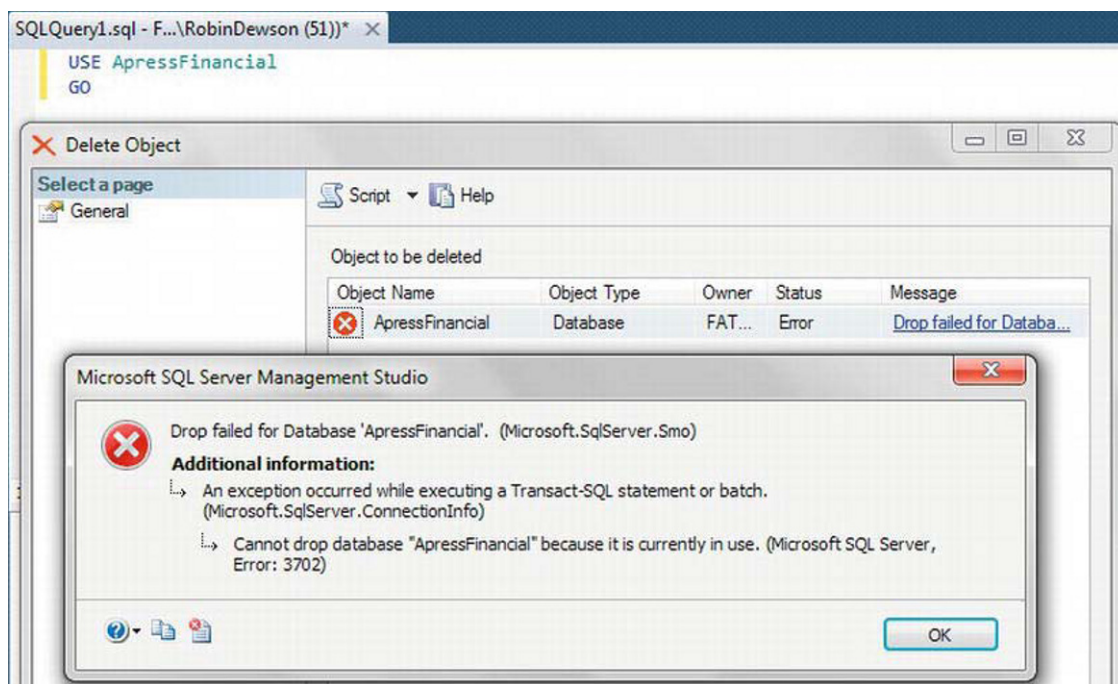 SQLQuery1.sql - F...\RobinDewson (51))* X
USE ApressFinancial
GO
Delete Object
Select a page
General
Script Help
Object to be deleted
Object Name Object Type Owner Status Message
ApressFinancial Database FAT... Error Drop failed for Databa...
Microsoft SQL Server Management Studio
Drop failed for Database 'ApressFinancial'. (Microsoft.SqlServer.Smo)
Additional information:
An exception occurred while executing a Transact-SQL statement or batch.
(Microsoft.SqlServer.ConnectionInfo)
Cannot drop database "ApressFinancial" because it is currently in use. (Microsoft SQL Server,
Error: 3702)
OK